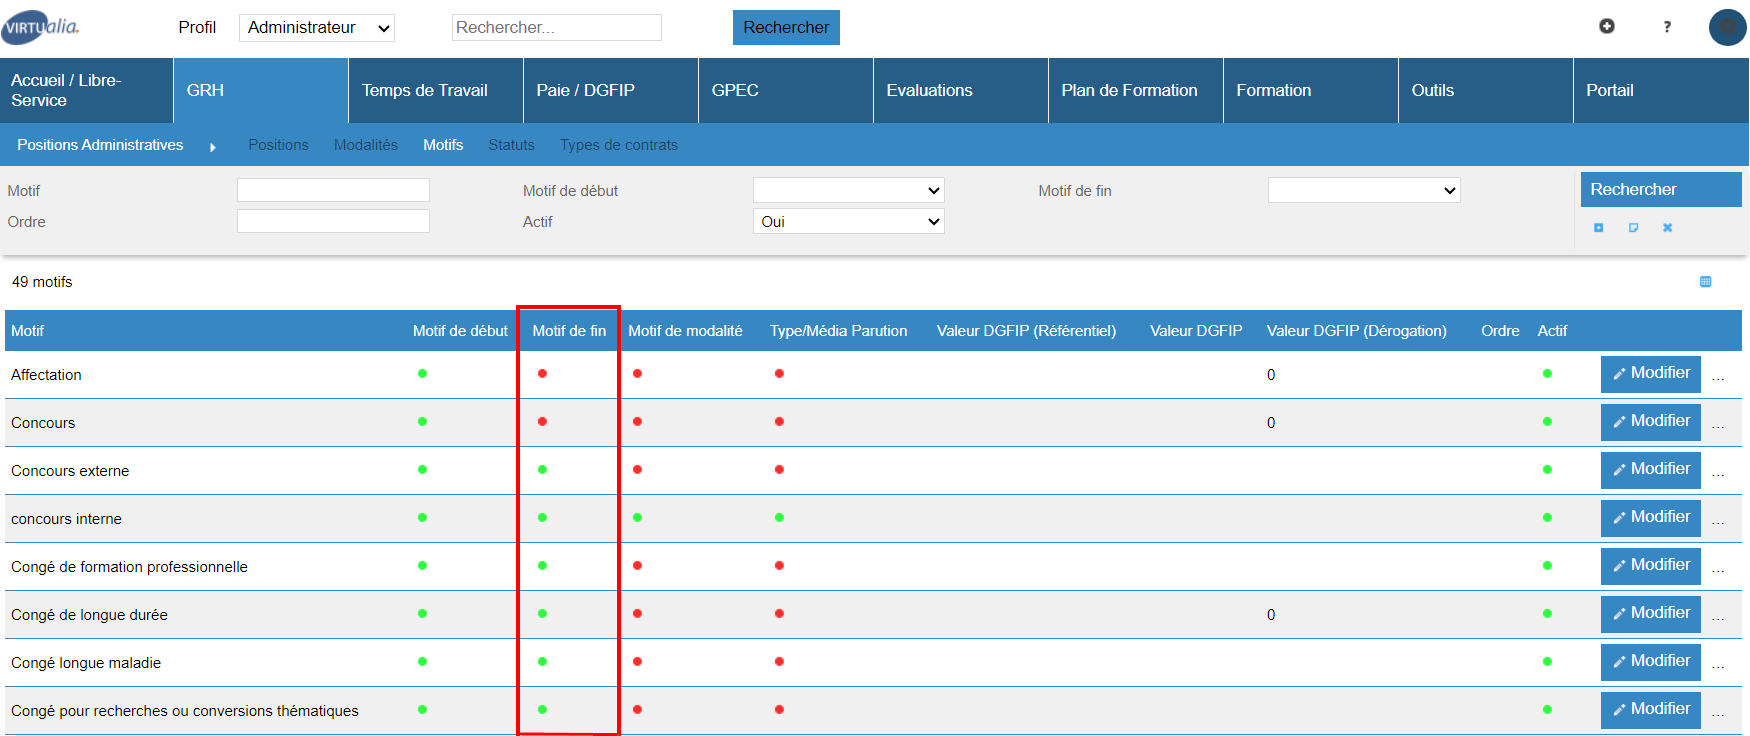 VIRTUalia.
Profil Administrateur Rechercher... Rechercher ?
Accueil / Libre-Service GRH Temps de Travail Paie / DGFIP GPEC Evaluations Plan de Formation Formation Outils Portail
Positions Administratives Positions Modalités Motifs Statuts Types de contrats
Motif Motif de début Motif de fin Rechercher
Ordre Actif Oui
49 motifs
Motif Motif de début Motif de fin Motif de modalité Type/Média Parution Valeur DGFIP (Référentiel) Valeur DGFIP Valeur DGFIP (Dérogation) Ordre Actif
Affectation 0 Modifier ...
Concours 0 Modifier ...
Concours externe Modifier ...
concours interne Modifier ...
Congé de formation professionnelle Modifier ...
Congé de longue durée 0 Modifier ...
Congé longue maladie Modifier ...
Congé pour recherches ou conversions thématiques Modifier ...